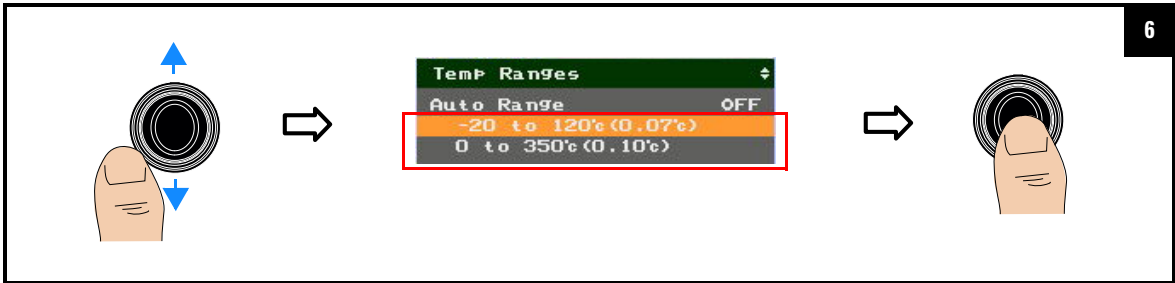 6
Temp Ranges
Auto Range OFF
-20 to 120℃(0.07℃)
0 to 350℃(0.10℃)